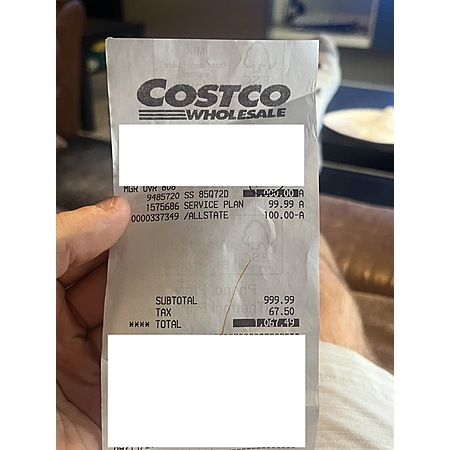 COSTCO
WHOLESALE
MGR OVR 808
9485720 SS 85Q72D 1,000.00 A
1575686 SERVICE PLAN 99.99 A
0000337349 /ALLSTATE 100.00-A
SUBTOTAL 999.99
TAX 67.50
**** TOTAL 1,067.49